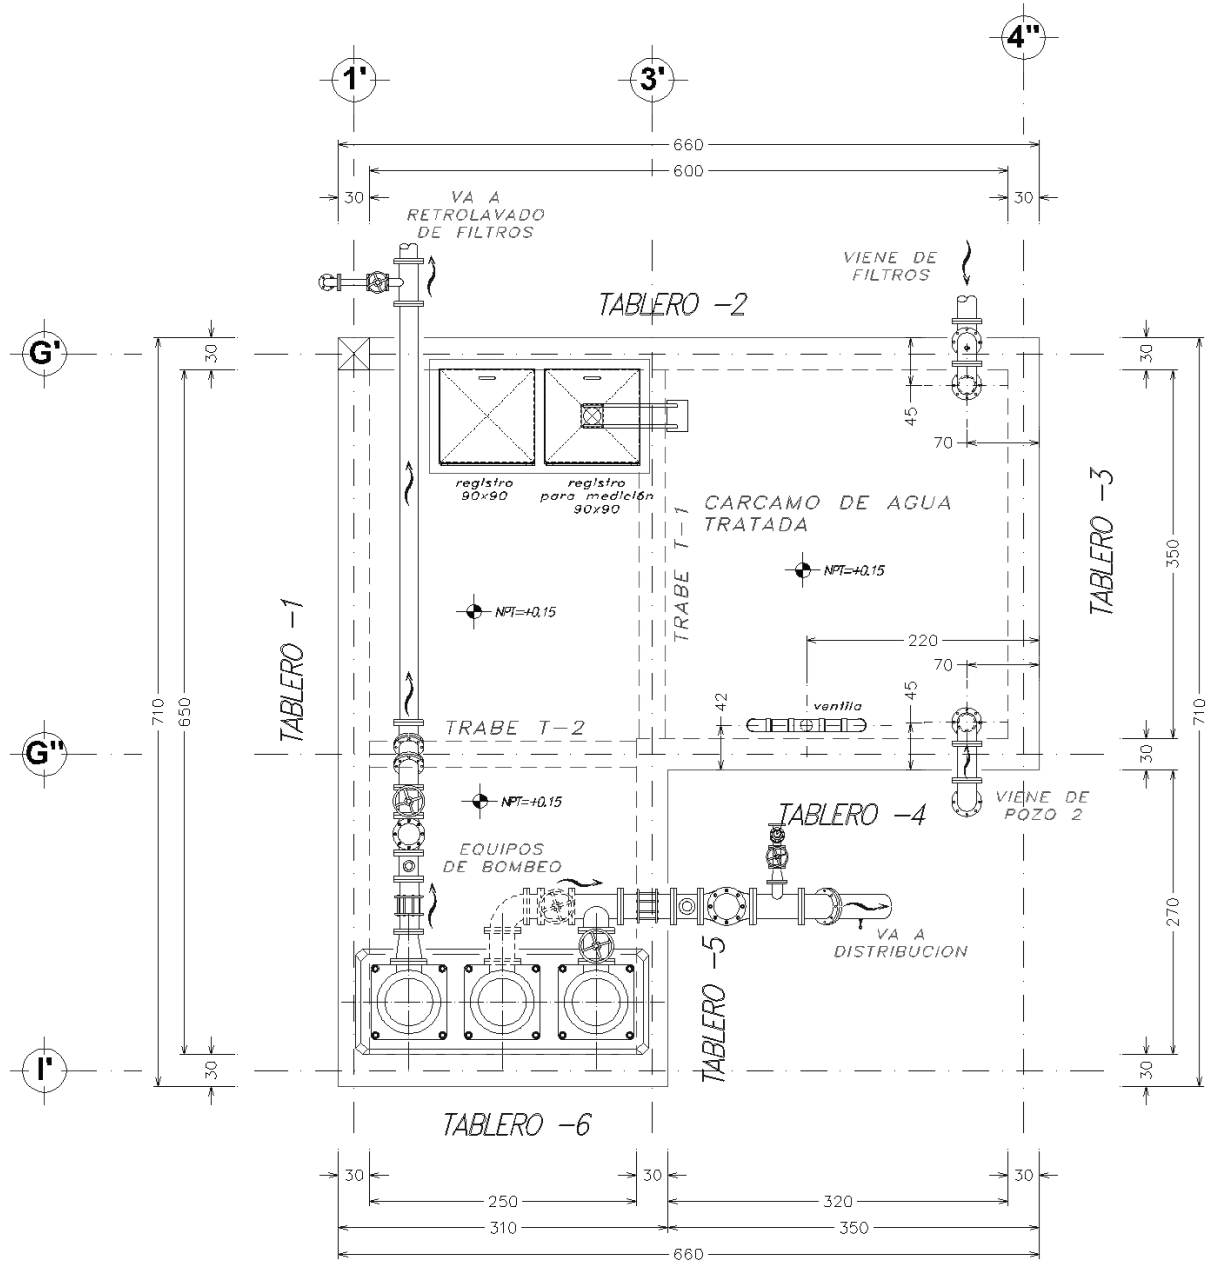 4"
1'
3'
660
600
30
30
VA A
RETROLAVADO
DE FILTROS
VIENE DE
FILTROS
TABLERO -2
G'
30
30
45
70
registro
90x90
registro
para medición
90x90
CARCAMO DE AGUA
TRATADA
TRABE T-1
TABLERO -3
350
NPT=+0.15
NPT=+0.15
TABLERO -1
220
70
45
42
ventila
710
650
710
TRABE T-2
G"
30
NPT=+0.15
VIENE DE
POZO 2
TABLERO -4
EQUIPOS
DE BOMBEO
270
VA A
DISTRIBUCION
TABLERO -5
I'
30
30
TABLERO -6
30
30
30
250
320
310
350
660